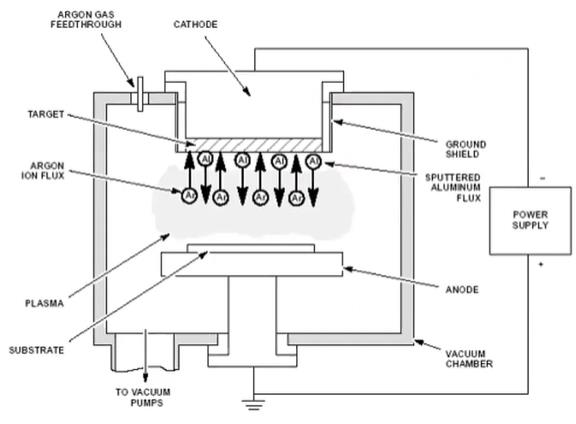 ARGON GAS
FEEDTHROUGH
CATHODE
TARGET
ARGON
ION FLUX
Al
Al
Al
Al
Ar
Ar
Ar
Ar
GROUND
SHIELD
SPUTTERED
ALUMINUM
FLUX
−
POWER
SUPPLY
+
PLASMA
ANODE
SUBSTRATE
VACUUM
CHAMBER
TO VACUUM
PUMPS